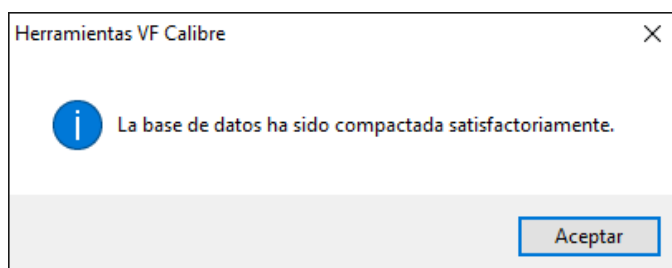 Herramientas VF Calibre
La base de datos ha sido compactada satisfactoriamente.
Aceptar